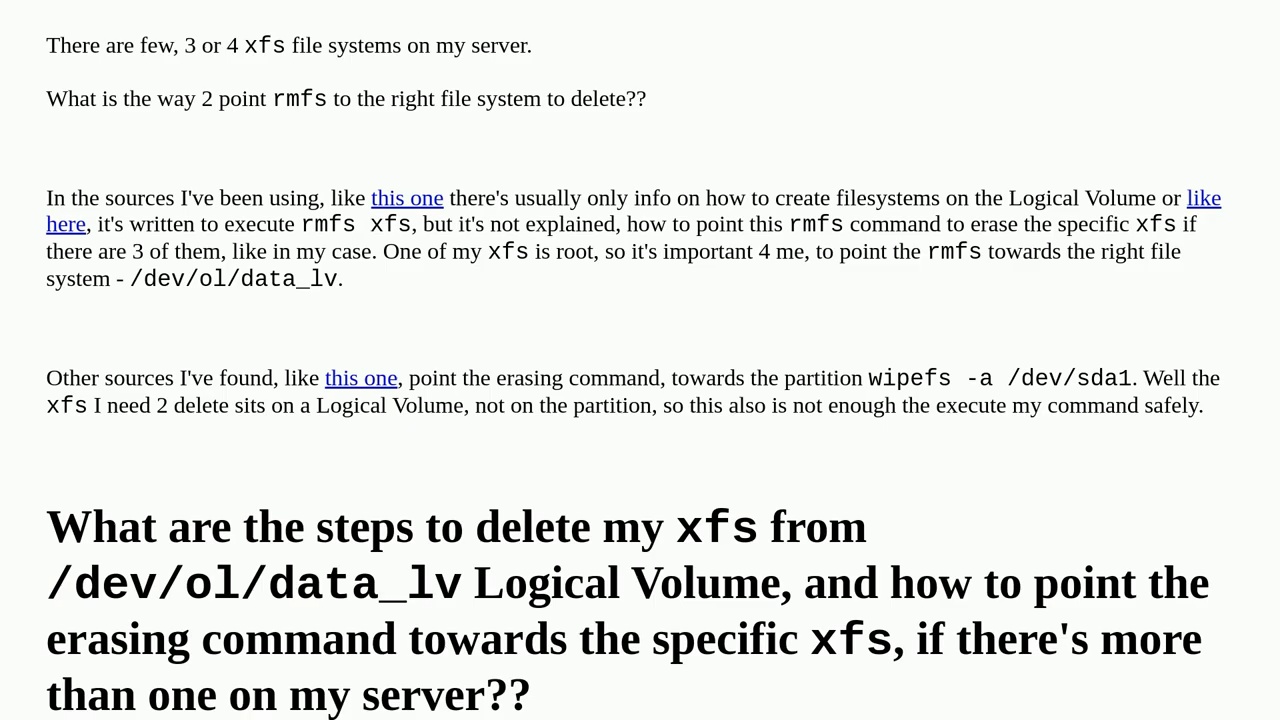 There are few, 3 or 4 xfs file systems on my server.
What is the way 2 point rmfs to the right file system to delete??
In the sources I've been using, like this one there's usually only info on how to create filesystems on the Logical Volume or like
here, it's written to execute rmfs xfs, but it's not explained, how to point this rmfs command to erase the specific xfs if
there are 3 of them, like in my case. One of my xfs is root, so it's important 4 me, to point the rmfs towards the right file
system - /dev/ol/data_lv.
Other sources I've found, like this one, point the erasing command, towards the partition wipefs -a /dev/sda1. Well the
xfs I need 2 delete sits on a Logical Volume, not on the partition, so this also is not enough the execute my command safely.
What are the steps to delete my xfs from
/dev/ol/data_lv Logical Volume, and how to point the
erasing command towards the specific xfs, if there's more
than one on my server??